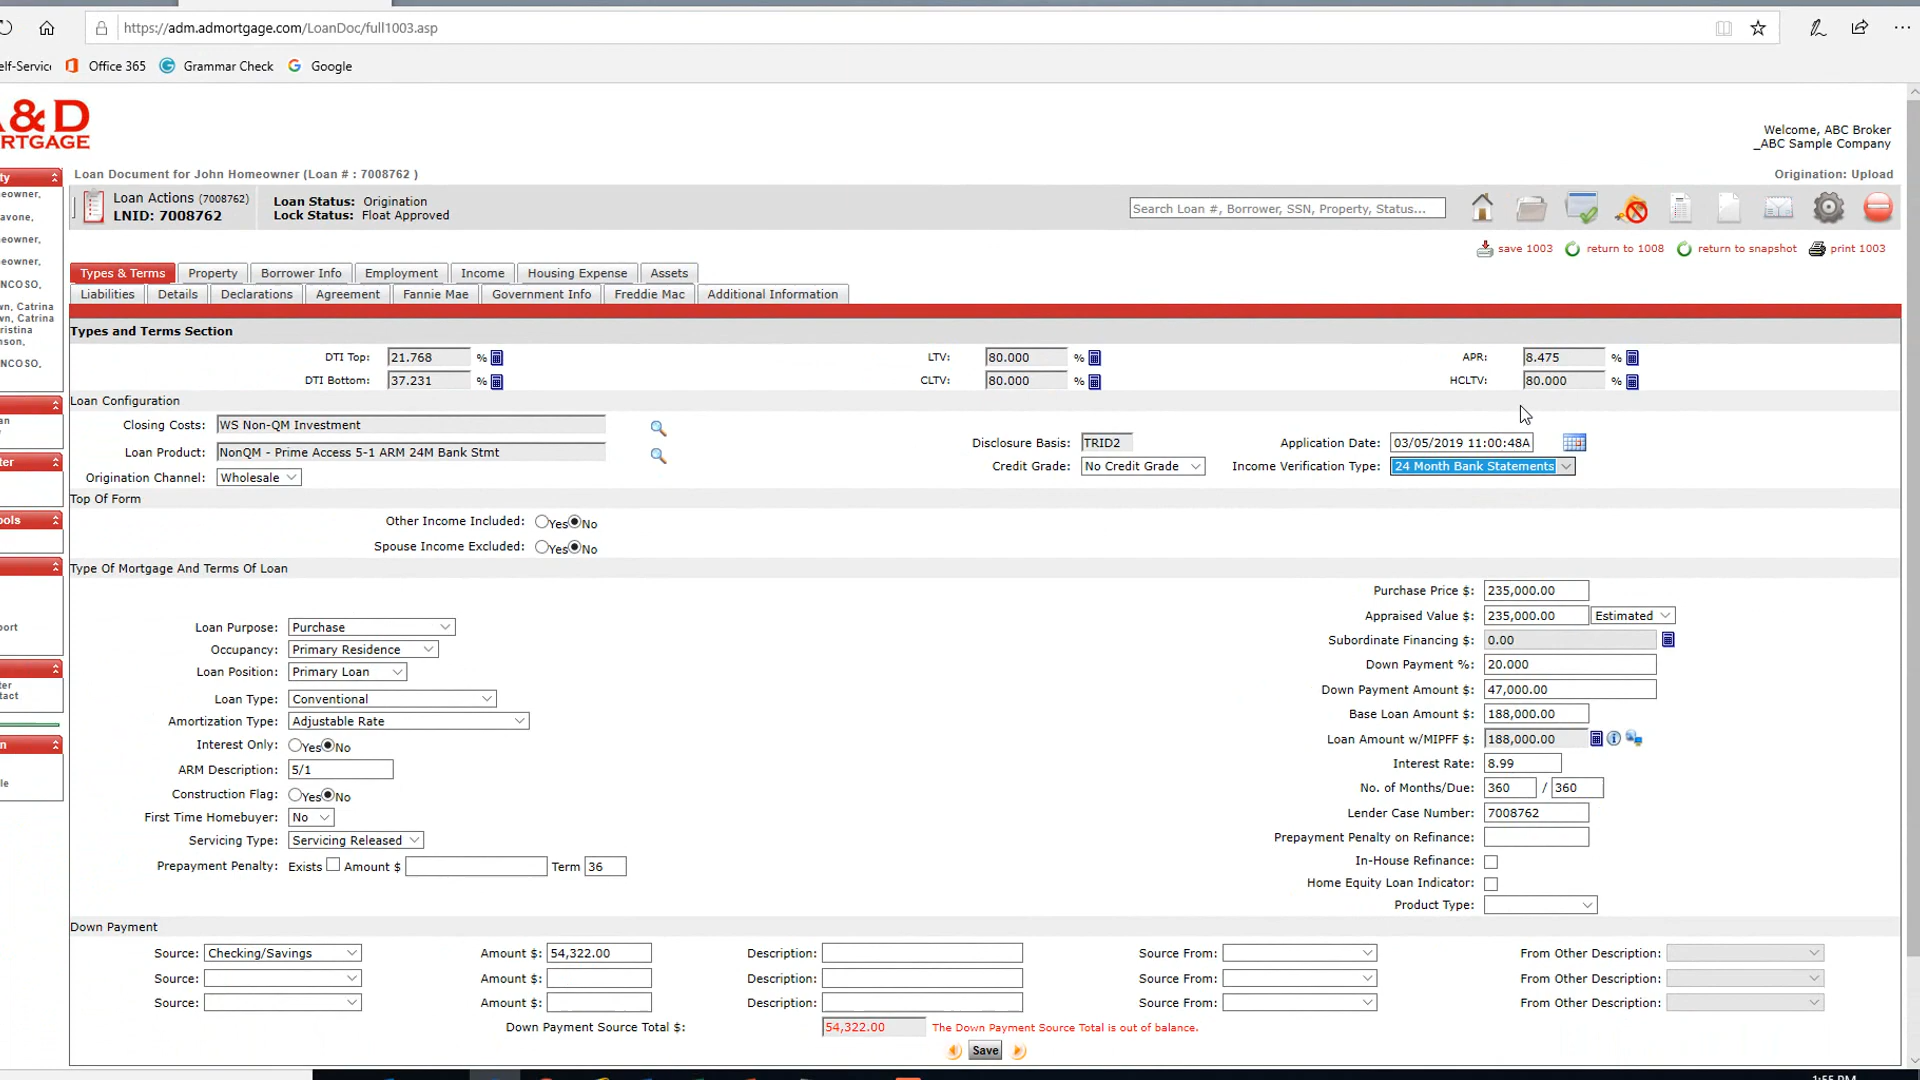 https://adm.admortgage.com/LoanDoc/full1003.asp
elf-Servic Office 365 Grammar Check Google
A&D
MORTGAGE
Welcome, ABC Broker
_ABC Sample Company
Loan Document for John Homeowner (Loan # : 7008762 )
Origination: Upload
Loan Actions (7008762)
LNID: 7008762
Loan Status: Origination
Lock Status: Float Approved
Search Loan #, Borrower, SSN, Property, Status...
save 1003 return to 1008 return to snapshot print 1003
Types & Terms Property Borrower Info Employment Income Housing Expense Assets
Liabilities Details Declarations Agreement Fannie Mae Government Info Freddie Mac Additional Information
Types and Terms Section
DTI Top: 21.768 % LTV: 80.000 % APR: 8.475 %
DTI Bottom: 37.231 % CLTV: 80.000 % HCLTV: 80.000 %
Loan Configuration
Closing Costs: WS Non-QM Investment
Loan Product: NonQM - Prime Access 5-1 ARM 24M Bank Stmt
Origination Channel: Wholesale
Disclosure Basis: TRID2 Application Date: 03/05/2019 11:00:48A
Credit Grade: No Credit Grade Income Verification Type: 24 Month Bank Statements
Top Of Form
Other Income Included: Yes No
Spouse Income Excluded: Yes No
Type Of Mortgage And Terms Of Loan
Loan Purpose: Purchase
Occupancy: Primary Residence
Loan Position: Primary Loan
Loan Type: Conventional
Amortization Type: Adjustable Rate
Interest Only: Yes No
ARM Description: 5/1
Construction Flag: Yes No
First Time Homebuyer: No
Servicing Type: Servicing Released
Prepayment Penalty: Exists Amount $ Term 36
Purchase Price $: 235,000.00
Appraised Value $: 235,000.00 Estimated
Subordinate Financing $: 0.00
Down Payment %: 20.000
Down Payment Amount $: 47,000.00
Base Loan Amount $: 188,000.00
Loan Amount w/MIPFF $: 188,000.00
Interest Rate: 8.99
No. of Months/Due: 360 / 360
Lender Case Number: 7008762
Prepayment Penalty on Refinance:
In-House Refinance:
Home Equity Loan Indicator:
Product Type:
Down Payment
Source: Checking/Savings Amount $: 54,322.00 Description: Source From: From Other Description:
Source: Amount $: Description: Source From: From Other Description:
Source: Amount $: Description: Source From: From Other Description:
Down Payment Source Total $: 54,322.00 The Down Payment Source Total is out of balance.
Save